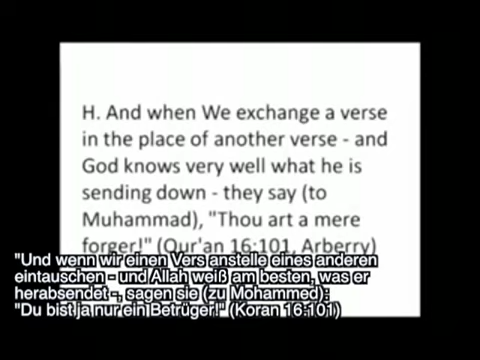 H. And when We exchange a verse
in the place of another verse - and
God knows very well what he is
sending down - they say (to
Muhammad), "Thou art a mere
forger!" (Qur'an 16:101, Arberry)
"Und wenn wir einen Vers anstelle eines anderen
eintauschen - und Allah weiß am besten, was er
herabsendet -, sagen sie (zu Mohammed):
"Du bist ja nur ein Betrüger!" (Koran 16:101)